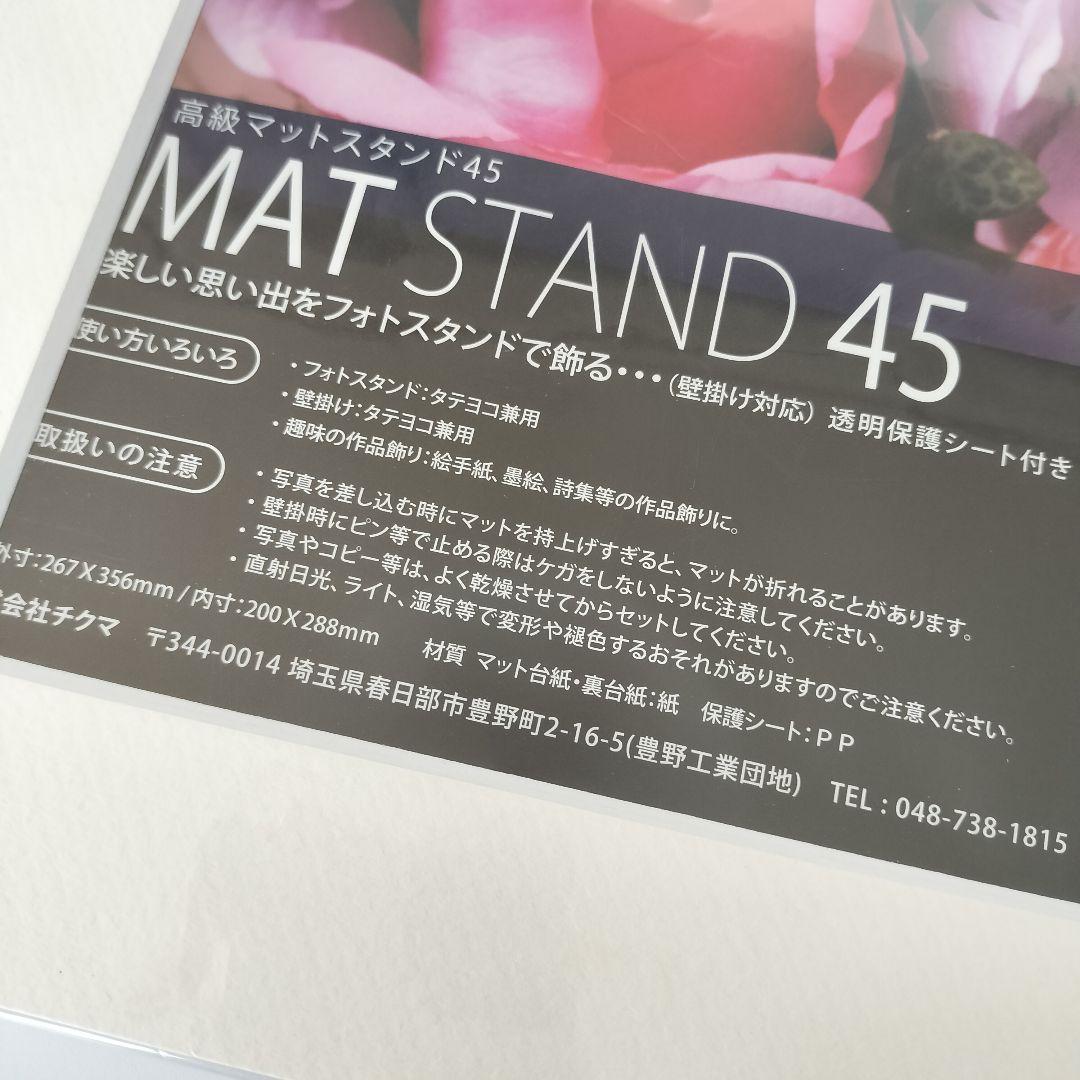 高級マットスタンド45
MAT STAND 45
楽しい思い出をフォトスタンドで飾る・・・(壁掛け対応) 透明保護シート付き
使い方いろいろ
・フォトスタンド：タテヨコ兼用
・壁掛け：タテヨコ兼用
・趣味の作品飾り：絵手紙、墨絵、詩集等の作品飾りに。
取扱いの注意
・写真を差し込む時にマットを持上げすぎると、マットが折れることがあります。
・壁掛時にピン等で止める際はケガをしないように注意してください。
・写真やコピー等は、よく乾燥させてからセットしてください。
・直射日光、ライト、湿気等で変形や褪色するおそれがありますのでご注意ください。
外寸：267X356mm / 内寸：200X288mm 材質 マット台紙・裏台紙：紙 保護シート：PP
会社チクマ 〒344-0014 埼玉県春日部市豊野町2-16-5(豊野工業団地) TEL : 048-738-1815